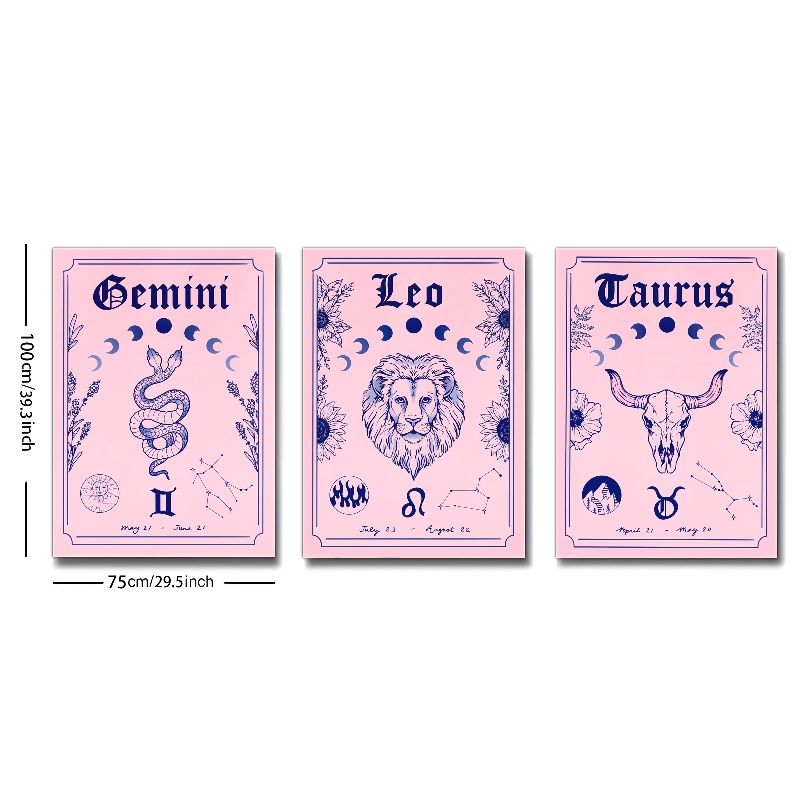 Gemini
May 21 - June 21
Leo
July 23 - August 22
Taurus
April 21 - May 20
100cm/39.3inch
75cm/29.5inch